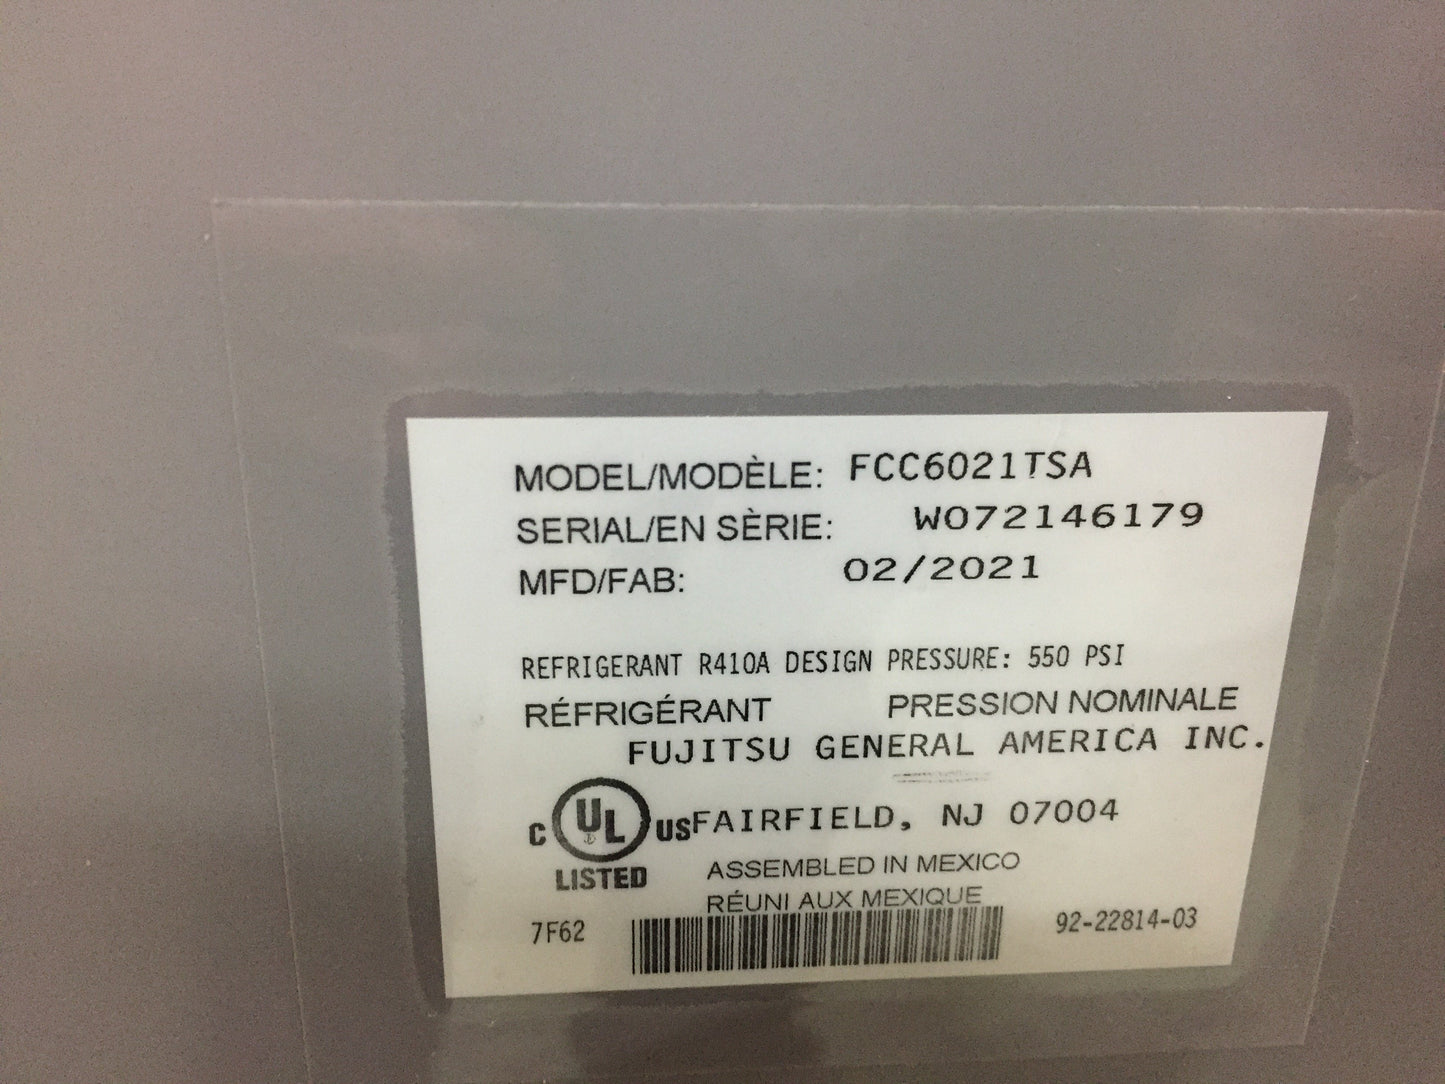 MODEL/MODÈLE: FCC6021TSA
SERIAL/EN SÈRIE: W072146179
MFD/FAB: 02/2021
REFRIGERANT R410A DESIGN PRESSURE: 550 PSI
RÉFRIGÉRANT PRESSION NOMINALE
FUJITSU GENERAL AMERICA INC.
C UL US FAIRFIELD, NJ 07004
LISTED
ASSEMBLED IN MEXICO
RÉUNI AUX MEXIQUE
7F62 92-22814-03